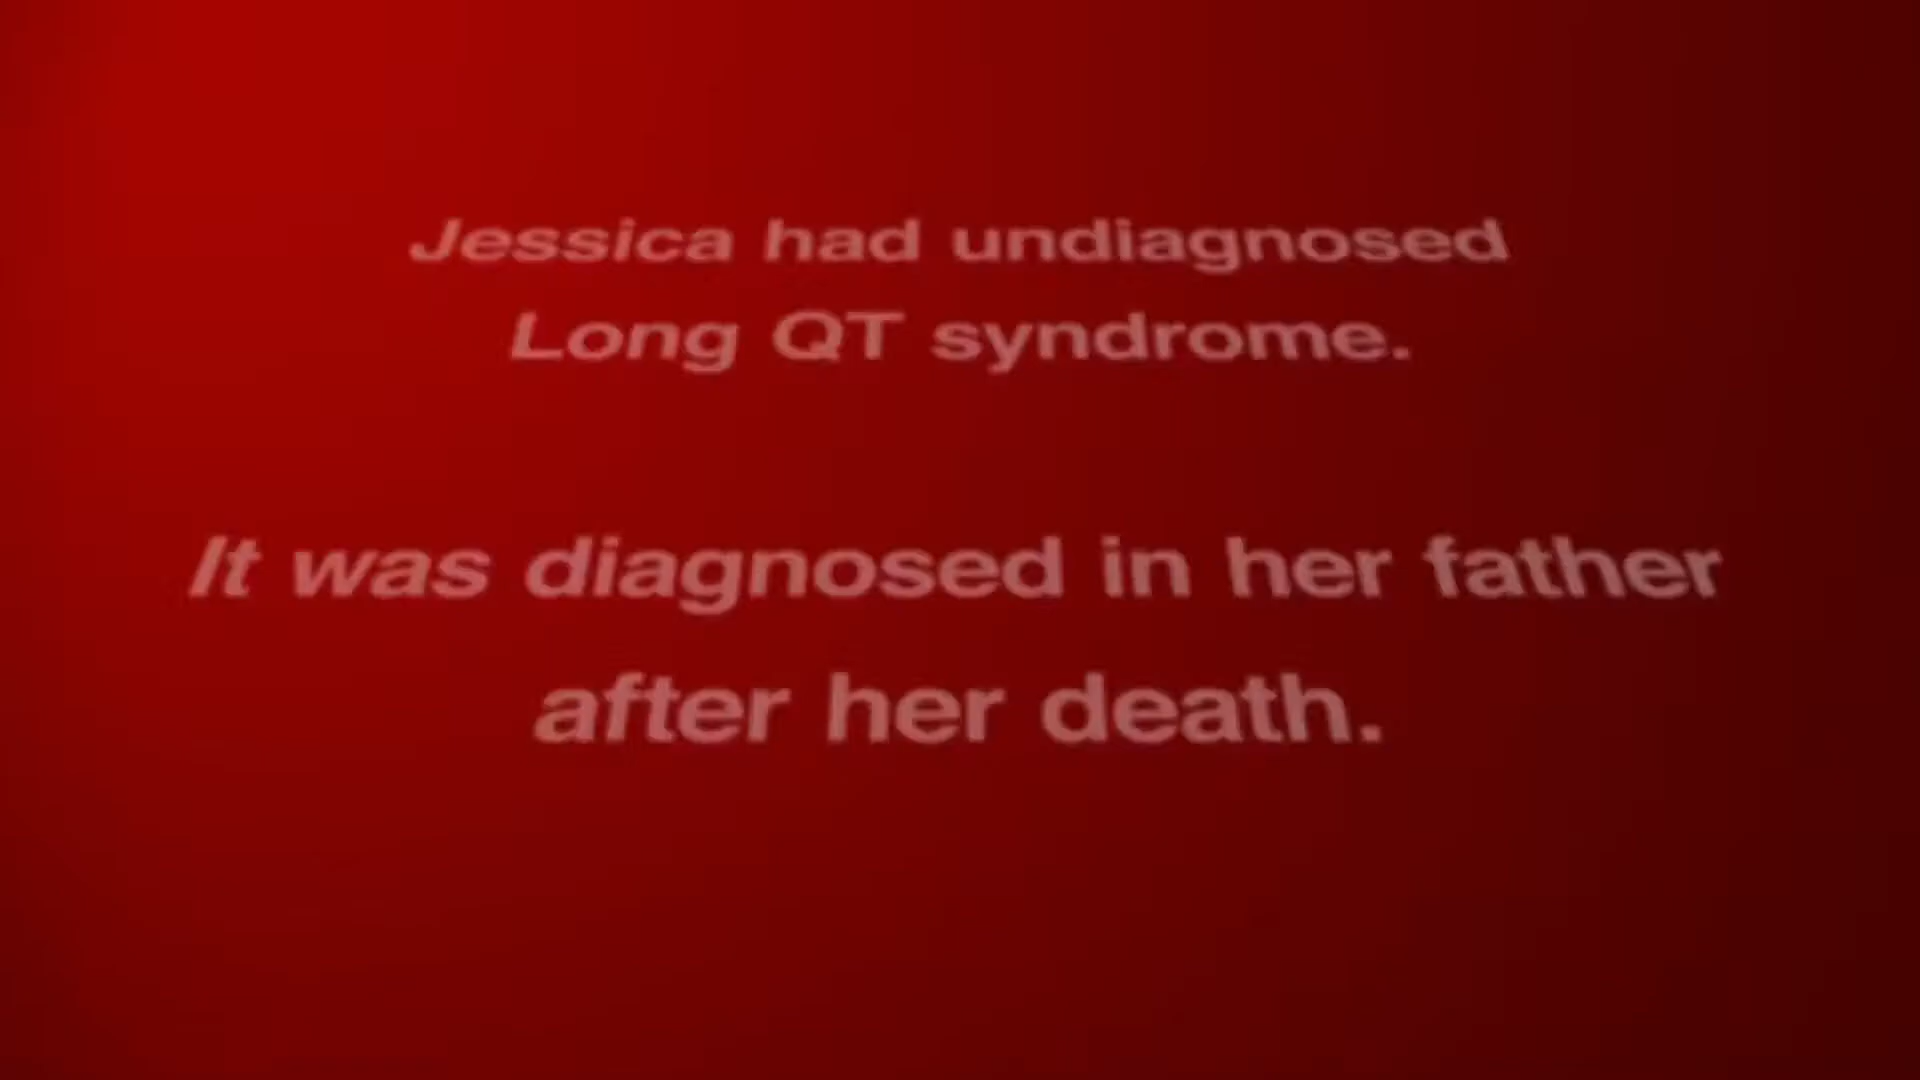 Jessica had undiagnosed
Long QT syndrome.
It was diagnosed in her father
after her death.